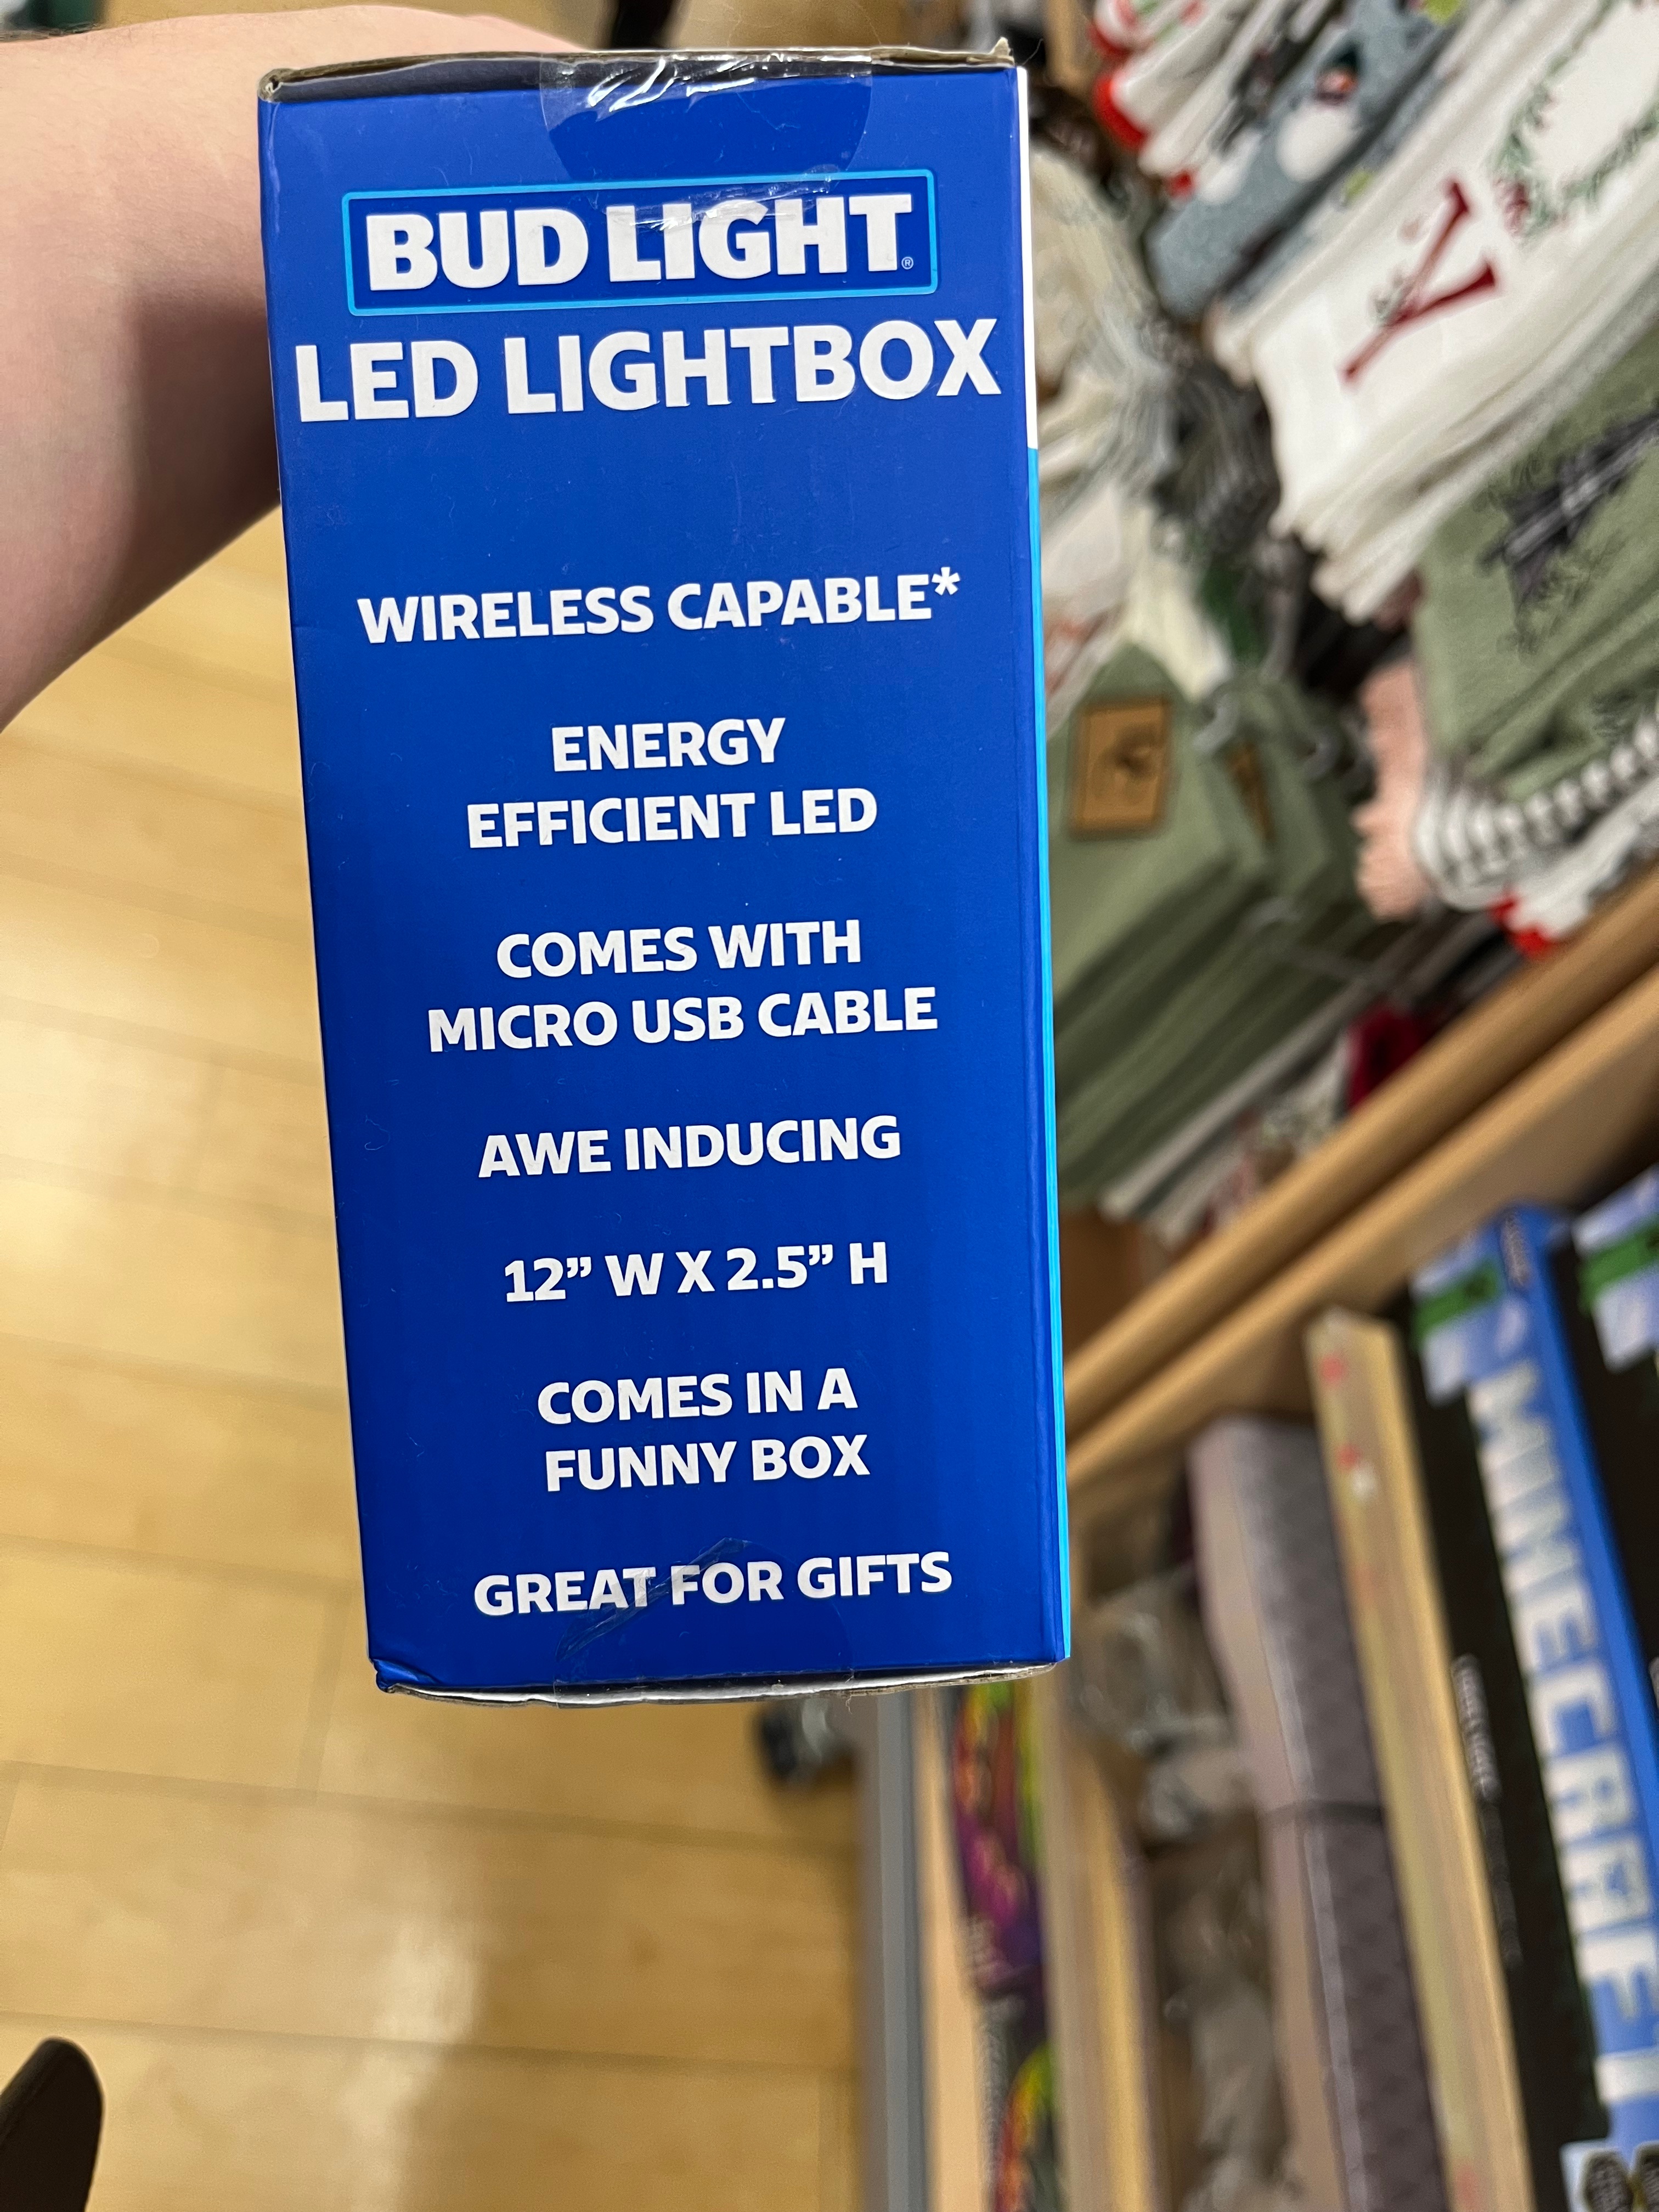 BUD LIGHT®
LED LIGHTBOX
WIRELESS CAPABLE*
ENERGY
EFFICIENT LED
COMES WITH
MICRO USB CABLE
AWE INDUCING
12” W X 2.5” H
COMES IN A
FUNNY BOX
GREAT FOR GIFTS
Y
MINECRAFT